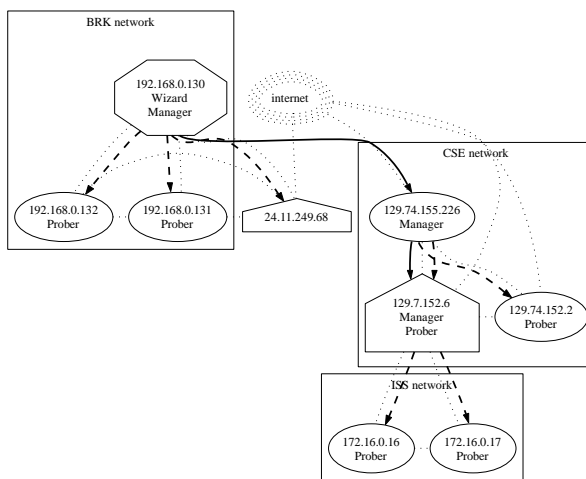 BRK network
192.168.0.130
Wizard
Manager
internet
CSE network
192.168.0.132
Prober
192.168.0.131
Prober
24.11.249.68
129.74.155.226
Manager
129.7.152.6
Manager
Prober
129.74.152.2
Prober
ISS network
172.16.0.16
Prober
172.16.0.17
Prober